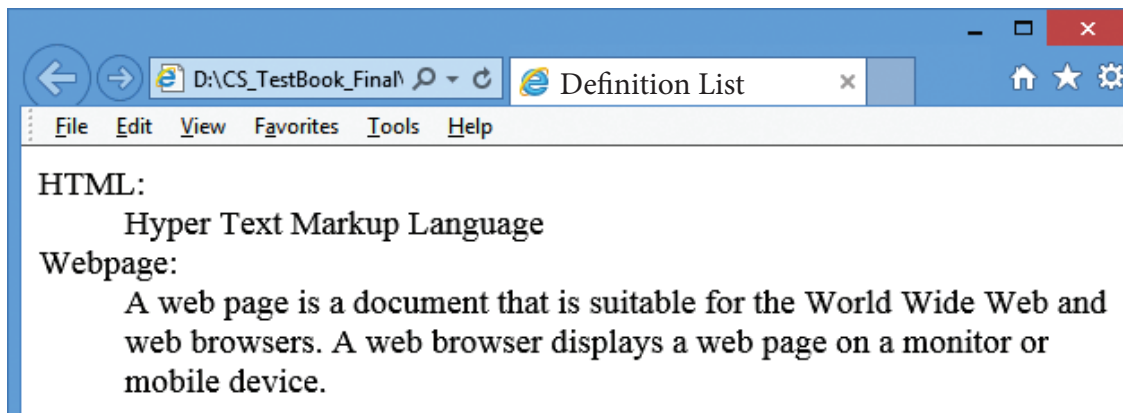 D:\CS_TestBook_Final\
Definition List
File Edit View Favorites Tools Help
HTML:
Hyper Text Markup Language
Webpage:
A web page is a document that is suitable for the World Wide Web and
web browsers. A web browser displays a web page on a monitor or
mobile device.